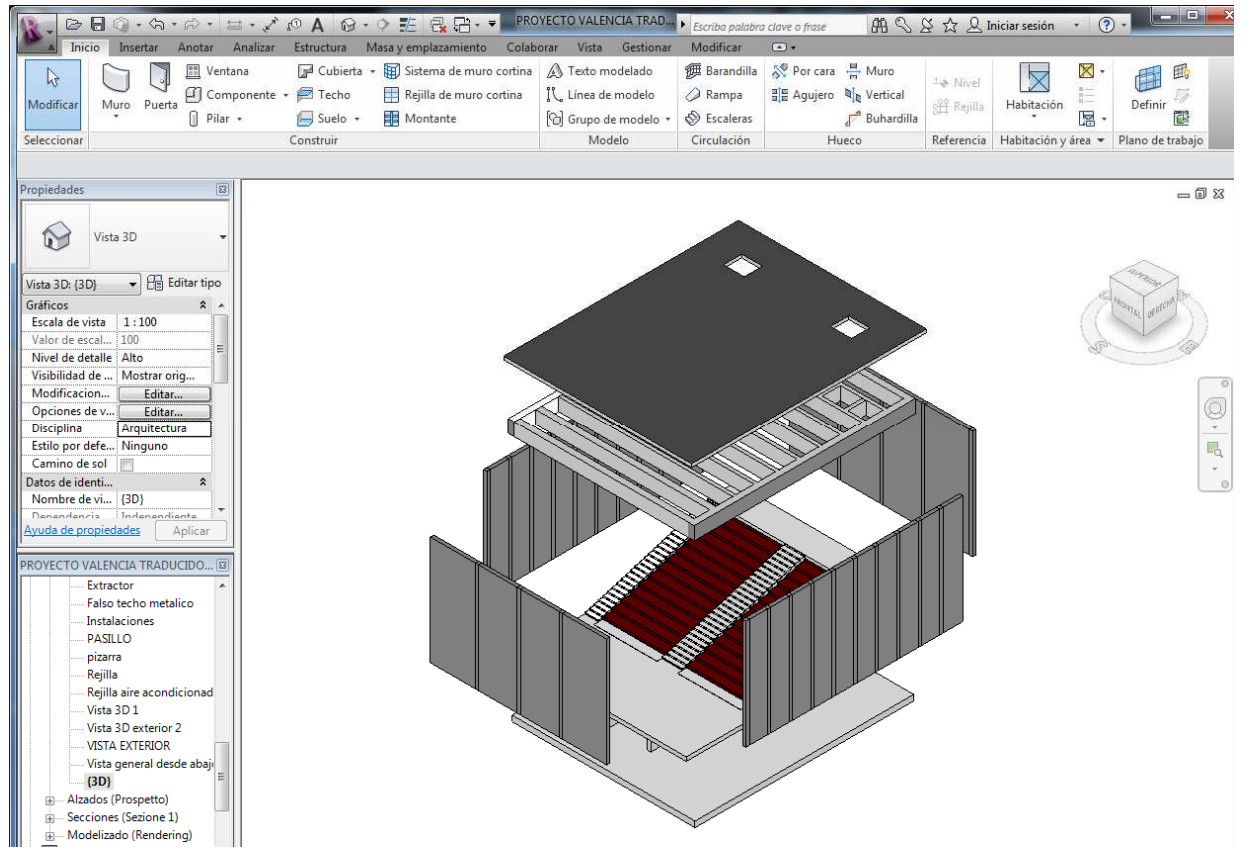 PROYECTO VALENCIA TRAD...
Escriba palabra clave o frase
Iniciar sesión
Inicio Insertar Anotar Analizar Estructura Masa y emplazamiento Colaborar Vista Gestionar Modificar
Modificar
Muro
Puerta
Ventana
Componente
Pilar
Cubierta
Techo
Suelo
Sistema de muro cortina
Rejilla de muro cortina
Montante
Texto modelado
Línea de modelo
Grupo de modelo
Barandilla
Rampa
Escaleras
Por cara
Agujero
Muro
Vertical
Buhardilla
Nivel
Rejilla
Habitación
Definir
Seleccionar Construir Modelo Circulación Hueco Referencia Habitación y área Plano de trabajo
Propiedades
Vista 3D
Vista 3D: {3D} Editar tipo
Gráficos
Escala de vista 1 : 100
Valor de escal... 100
Nivel de detalle Alto
Visibilidad de ... Mostrar orig...
Modificacion... Editar...
Opciones de v... Editar...
Disciplina Arquitectura
Estilo por defe... Ninguno
Camino de sol
Datos de identi...
Nombre de vi... {3D}
Dependencia Independiente
Ayuda de propiedades Aplicar
PROYECTO VALENCIA TRADUCIDO...
Extractor
Falso techo metalico
Instalaciones
PASILLO
pizarra
Rejilla
Rejilla aire acondicionad
Vista 3D 1
Vista 3D exterior 2
VISTA EXTERIOR
Vista general desde abaj
{3D}
Alzados (Prospetto)
Secciones (Sezione 1)
Modelizado (Rendering)
SUPERIOR
FRONTAL
DERECHA